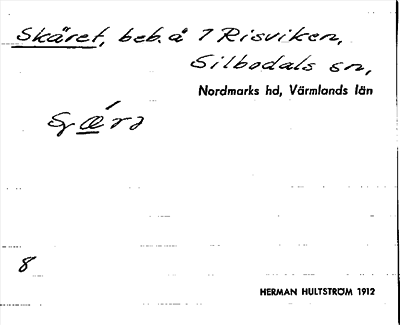 Skäret, beb. å 7 Risviken,
Silbodals sn,
Nordmarks hd, Värmlands län
8
HERMAN HULTSTRÖM 1912